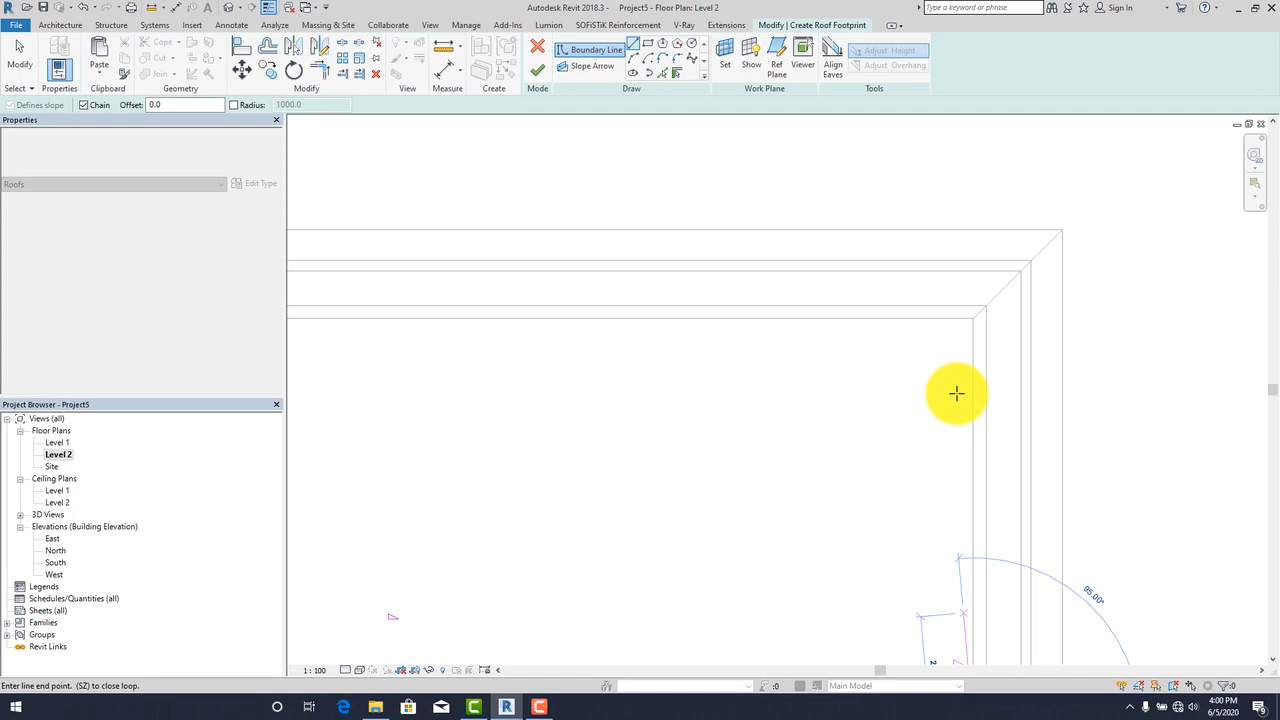 Autodesk Revit 2018.3 - Project5 - Floor Plan: Level 2
Type a keyword or phrase
Sign In
File Architecture Structure Systems Insert Annotate Analyze Massing & Site Collaborate View Manage Add-Ins Lumion SOFiSTiK Reinforcement V-Ray Extensions Modify | Create Roof Footprint
Modify
Paste
Cope
Cut
Join
Boundary Line
Slope Arrow
Set Show Ref Plane Viewer
Align Eaves
Adjust Height
Adjust Overhang
Select Properties Clipboard Geometry Modify View Measure Create Mode Draw Work Plane Tools
Defines slope Chain Offset: 0.0 Radius: 1000.0
Properties
Roofs
Edit Type
Project Browser - Project5
Views (all)
Floor Plans
Level 1
Level 2
Site
Ceiling Plans
Level 1
Level 2
3D Views
Elevations (Building Elevation)
East
North
South
West
Legends
Schedules/Quantities (all)
Sheets (all)
Families
Groups
Revit Links
95.00°
2
1 : 100
Enter line end point. (SZ) to close loop.
:0
Main Model
:0
4:00 PM
6/5/2020